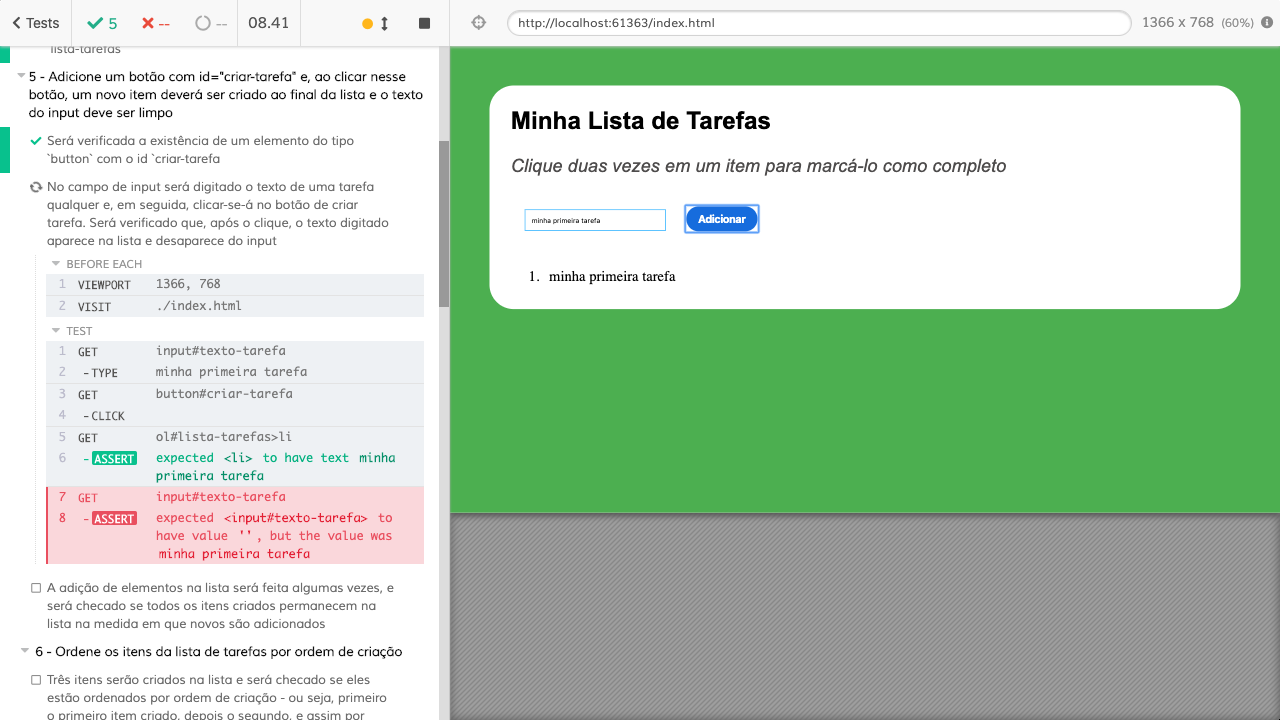 Tests
5
--
--
08.41
http://localhost:61363/index.html
1366 x 768 (60%)
lista-tarefas
5 - Adicione um botão com id="criar-tarefa" e, ao clicar nesse
botão, um novo item deverá ser criado ao final da lista e o texto
do input deve ser limpo
Será verificada a existência de um elemento do tipo
`button` com o id `criar-tarefa
No campo de input será digitado o texto de uma tarefa
qualquer e, em seguida, clicar-se-á no botão de criar
tarefa. Será verificado que, após o clique, o texto digitado
aparece na lista e desaparece do input
BEFORE EACH
1 VIEWPORT 1366, 768
2 VISIT ./index.html
TEST
1 GET input#texto-tarefa
2 -TYPE minha primeira tarefa
3 GET button#criar-tarefa
4 -CLICK
5 GET ol#lista-tarefas>li
6 -ASSERT expected <li> to have text minha
primeira tarefa
7 GET input#texto-tarefa
8 -ASSERT expected <input#texto-tarefa> to
have value '', but the value was
minha primeira tarefa
A adição de elementos na lista será feita algumas vezes, e
será checado se todos os itens criados permanecem na
lista na medida em que novos são adicionados
6 - Ordene os itens da lista de tarefas por ordem de criação
Três itens serão criados na lista e será checado se eles
estão ordenados por ordem de criação - ou seja, primeiro
o primeiro item criado, depois o segundo, e assim por
Minha Lista de Tarefas
Clique duas vezes em um item para marcá-lo como completo
minha primeira tarefa
Adicionar
1. minha primeira tarefa